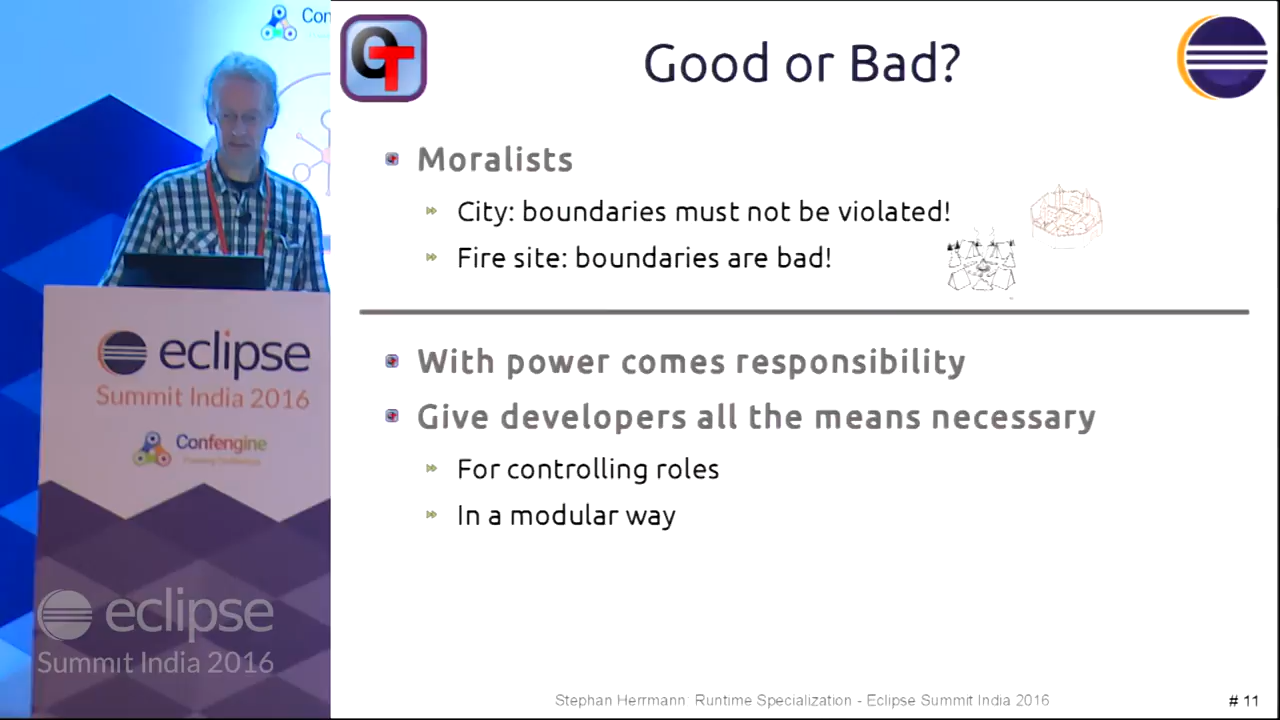 Con
OT
Good or Bad?
Moralists
City: boundaries must not be violated!
Fire site: boundaries are bad!
With power comes responsibility
Give developers all the means necessary
For controlling roles
In a modular way
eclipse
Summit India 2016
Confengine
eclipse
Summit India 2016
Stephan Herrmann: Runtime Specialization - Eclipse Summit India 2016
# 11